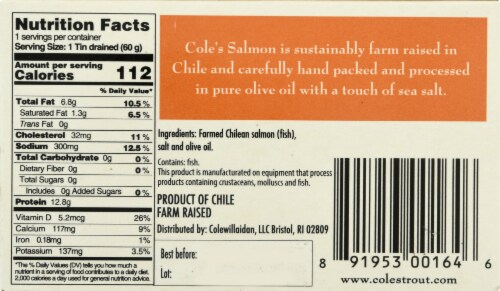 Nutrition Facts
1 servings per container
Serving Size: 1 Tin drained (60 g)
Amount per serving
Calories 112
% Daily Value*
Total Fat 6.8g 10.5 %
Saturated Fat 1.3g 6.5 %
Trans Fat 0g
Cholesterol 32mg 11 %
Sodium 300mg 12.5 %
Total Carbohydrate 0g 0 %
Dietary Fiber 0g 0 %
Total Sugars 0g
Includes 0g Added Sugars 0 %
Protein 12.8g
Vitamin D 5.2mcg 26%
Calcium 117mg 9%
Iron 0.18mg 1%
Potassium 137mg 3.5%
*The % Daily Values (DV) tells you how much a
nutrient in a serving of food contributes to a daily diet.
2,000 calories a day used for general nutrition advice.
Cole's Salmon is sustainably farm raised in
Chile and carefully hand packed and processed
in pure olive oil with a touch of sea salt.
Ingredients: Farmed Chilean salmon (fish),
salt and olive oil.
Contains: fish.
This product is manufactured on equipment that process
products containing crustaceans, molluscs and fish.
PRODUCT OF CHILE
FARM RAISED
Distributed by: Colewillaidan, LLC Bristol, RI 02809
Best before:
Lot:
8 91953 00164 6
www.colestrout.com